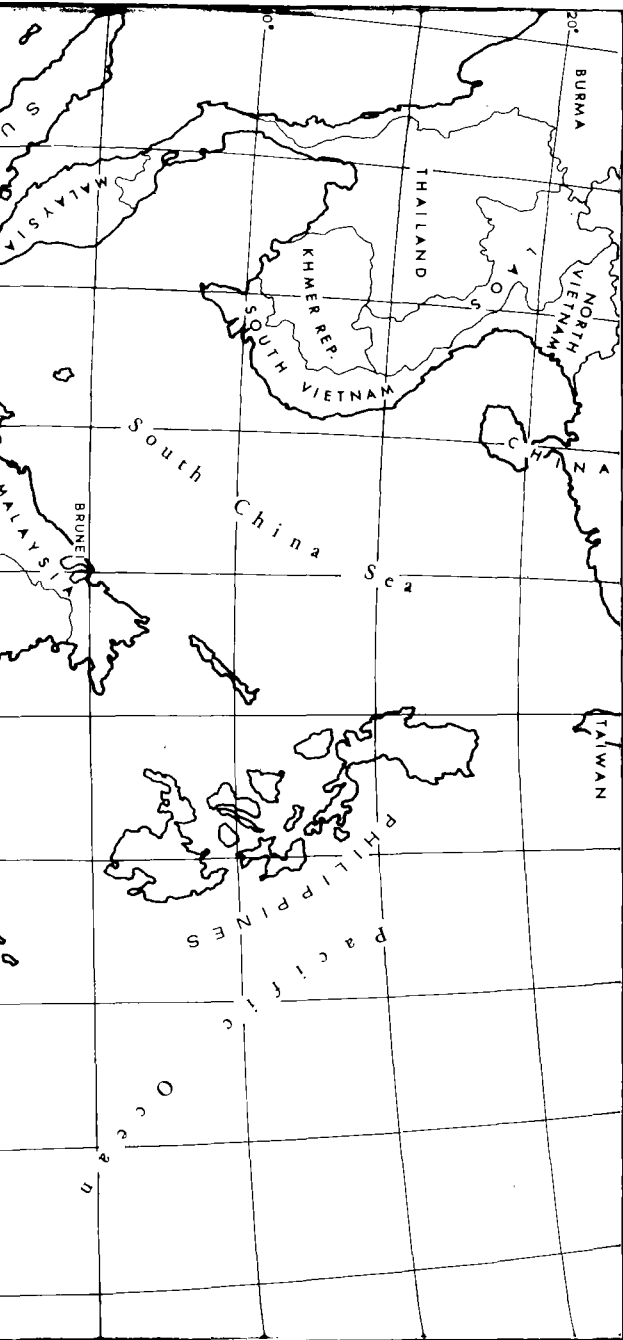 20°
BURMA
NORTH
VIETNAM
CHINA
TAIWAN
LAOS
THAILAND
KHMER REP.
SOUTH VIETNAM
0°
South China Sea
PHILIPPINES
Pacific Ocean
MALAYSIA
SU
BRUNEI
MALAYSIA